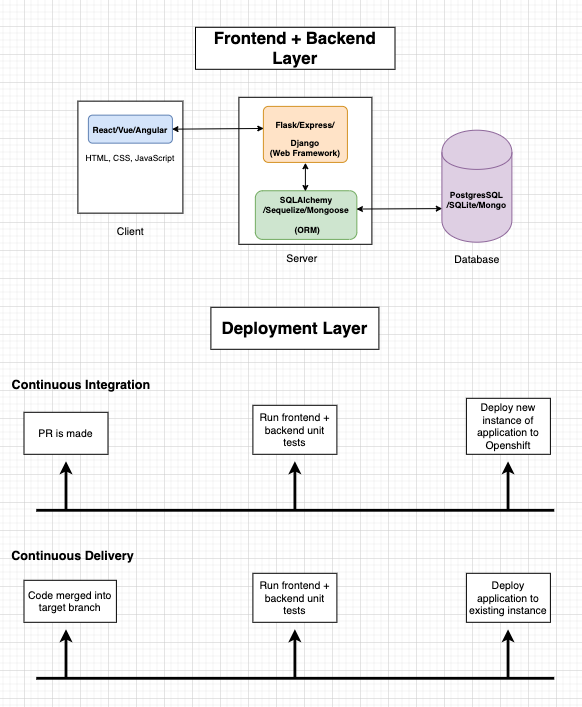 Frontend + Backend
Layer
React/Vue/Angular
HTML, CSS, JavaScript
Client
Flask/Express/
Django
(Web Framework)
SQLAlchemy
/Sequelize/Mongoose
(ORM)
Server
PostgresSQL
/SQLite/Mongo
Database
Deployment Layer
Continuous Integration
PR is made
Run frontend +
backend unit
tests
Deploy new
instance of
application to
Openshift
Continuous Delivery
Code merged into
target branch
Run frontend +
backend unit
tests
Deploy
application to
existing instance